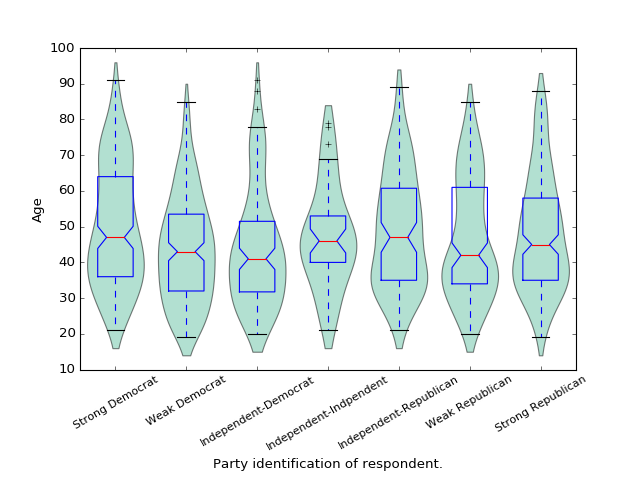 100
90
80
70
60
50
40
30
20
10
Age
Strong Democrat
Weak Democrat
Independent-Democrat
Independent-Indpendent
Independent-Republican
Weak Republican
Strong Republican
Party identification of respondent.